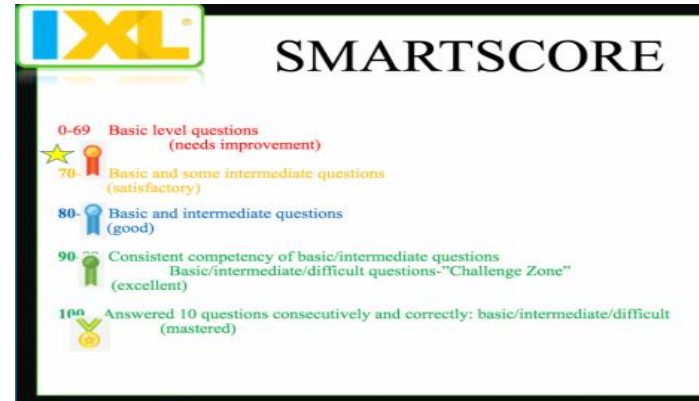 IXL
SMARTSCORE
0-69 Basic level questions
(needs improvement)
70- Basic and some intermediate questions
(satisfactory)
80- Basic and intermediate questions
(good)
90- Consistent competency of basic/intermediate questions
Basic/intermediate/difficult questions-"Challenge Zone"
(excellent)
100 Answered 10 questions consecutively and correctly: basic/intermediate/difficult
(mastered)